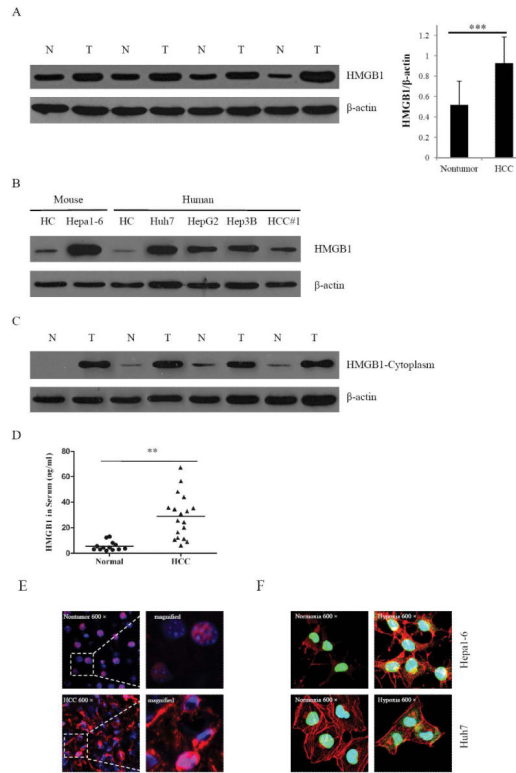 A
N T N T N T N T
HMGB1
β-actin
***
HMGB1/β-actin
1.2
1
0.8
0.6
0.4
0.2
0
Nontumor HCC
B
Mouse Human
HC Hepa1-6 HC Huh7 HepG2 Hep3B HCC#1
HMGB1
β-actin
C
N T N T N T N T
HMGB1-Cytoplasm
β-actin
D
**
HMGB1 in Serum (ng/ml)
80
60
40
20
0
Normal HCC
E
Nontumor 600 × magnified
HCC 600 × magnified
F
Normoxia 600 × Hypoxia 600 ×
Hepa1-6
Normoxia 600 × Hypoxia 600 ×
Huh7